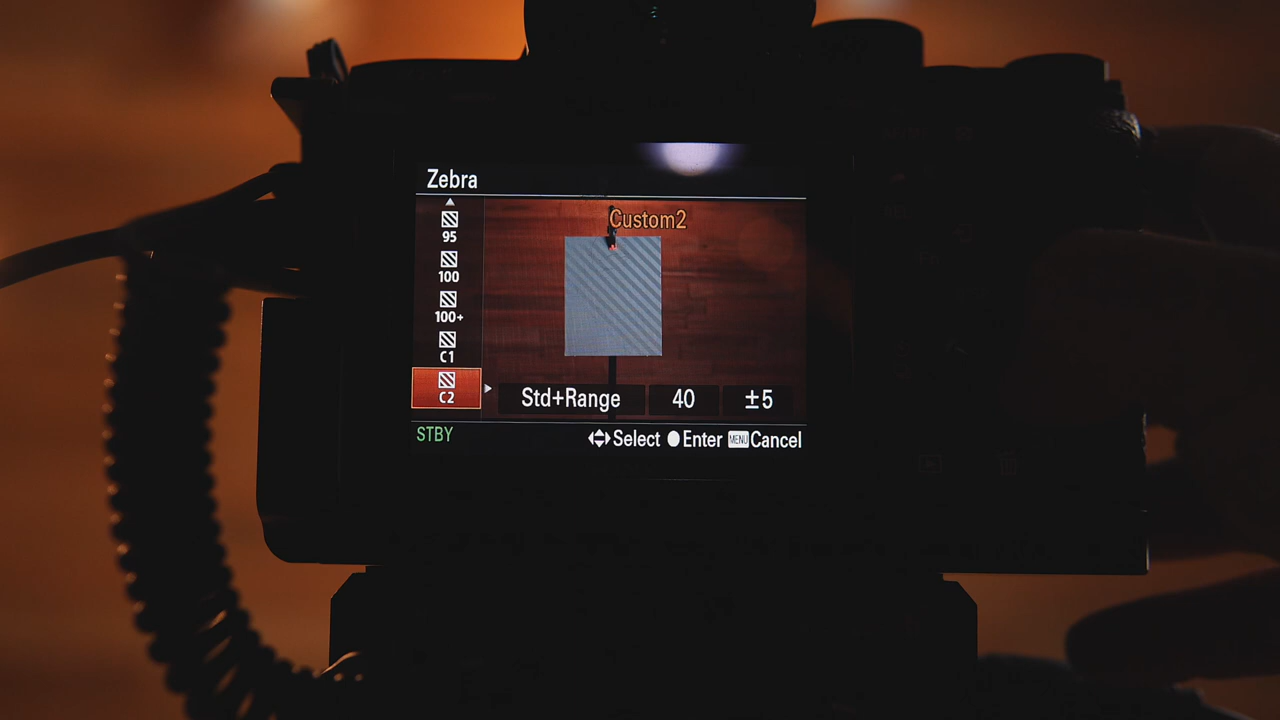 Zebra
Custom2
95
100
100+
C1
C2
Std+Range 40 ±5
STBY
Select Enter MENU Cancel